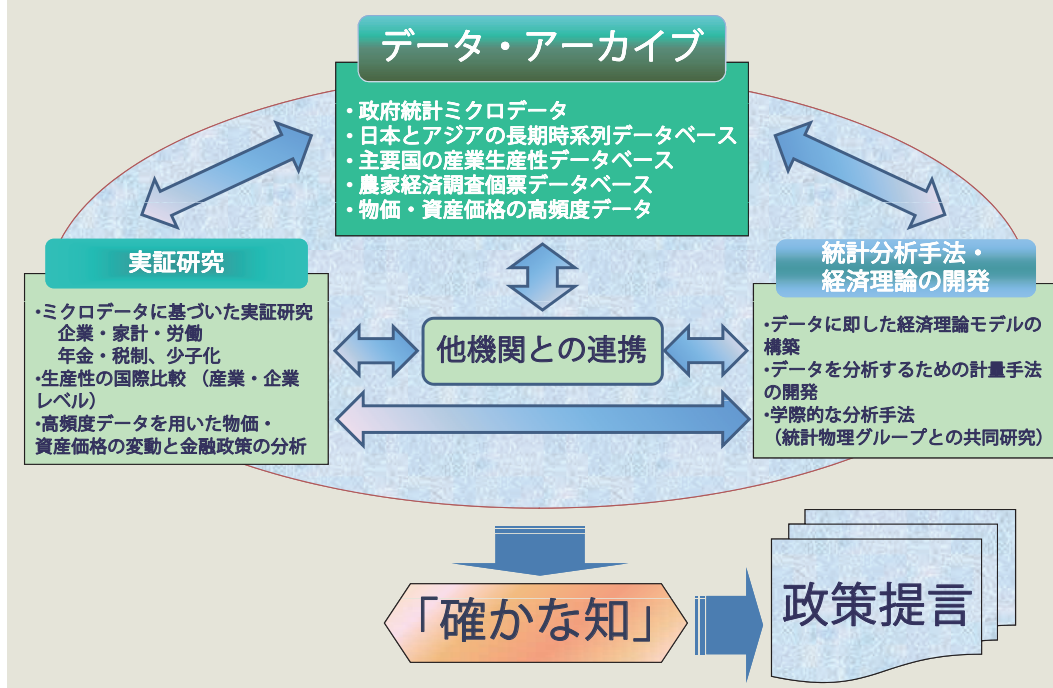 データ・アーカイブ
・政府統計ミクロデータ
・日本とアジアの長期時系列データベース
・主要国の産業生産性データベース
・農家経済調査個票データベース
・物価・資産価格の高頻度データ
実証研究
・ミクロデータに基づいた実証研究
企業・家計・労働
年金・税制、少子化
・生産性の国際比較 (産業・企業
レベル)
・高頻度データを用いた物価・
資産価格の変動と金融政策の分析
他機関との連携
統計分析手法・
経済理論の開発
・データに即した経済理論モデルの
構築
・データを分析するための計量手法
の開発
・学際的な分析手法
(統計物理グループとの共同研究)
「確かな知」
政策提言